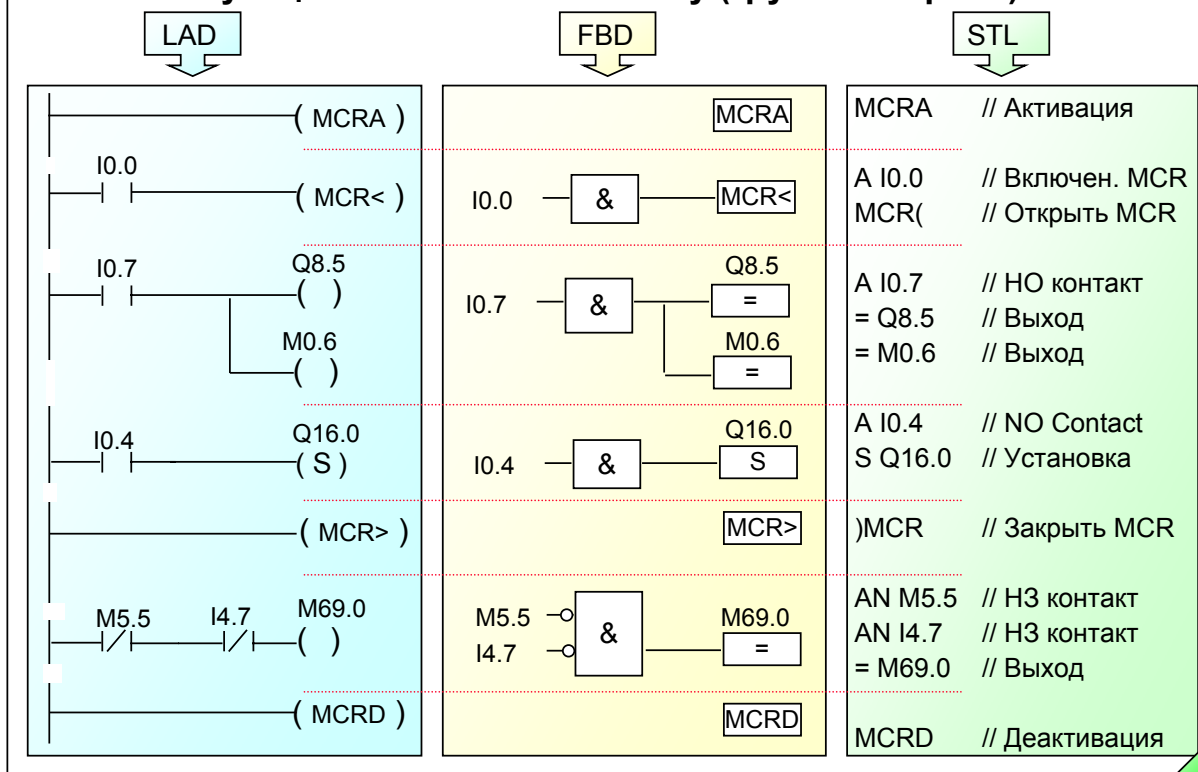 LAD
FBD
STL
( MCRA )
I0.0
( MCR< )
I0.7
Q8.5
( )
M0.6
( )
I0.4
Q16.0
( S )
( MCR> )
M5.5
I4.7
M69.0
( )
( MCRD )
MCRA
I0.0
&
MCR<
I0.7
&
Q8.5
=
M0.6
=
I0.4
&
Q16.0
S
MCR>
M5.5
I4.7
&
M69.0
=
MCRD
MCRA // Активация
A I0.0 // Включен. MCR
MCR( // Открыть MCR
A I0.7 // НО контакт
= Q8.5 // Выход
= M0.6 // Выход
A I0.4 // NO Contact
S Q16.0 // Установка
)MCR // Закрыть MCR
AN M5.5 // НЗ контакт
AN I4.7 // НЗ контакт
= M69.0 // Выход
MCRD // Деактивация